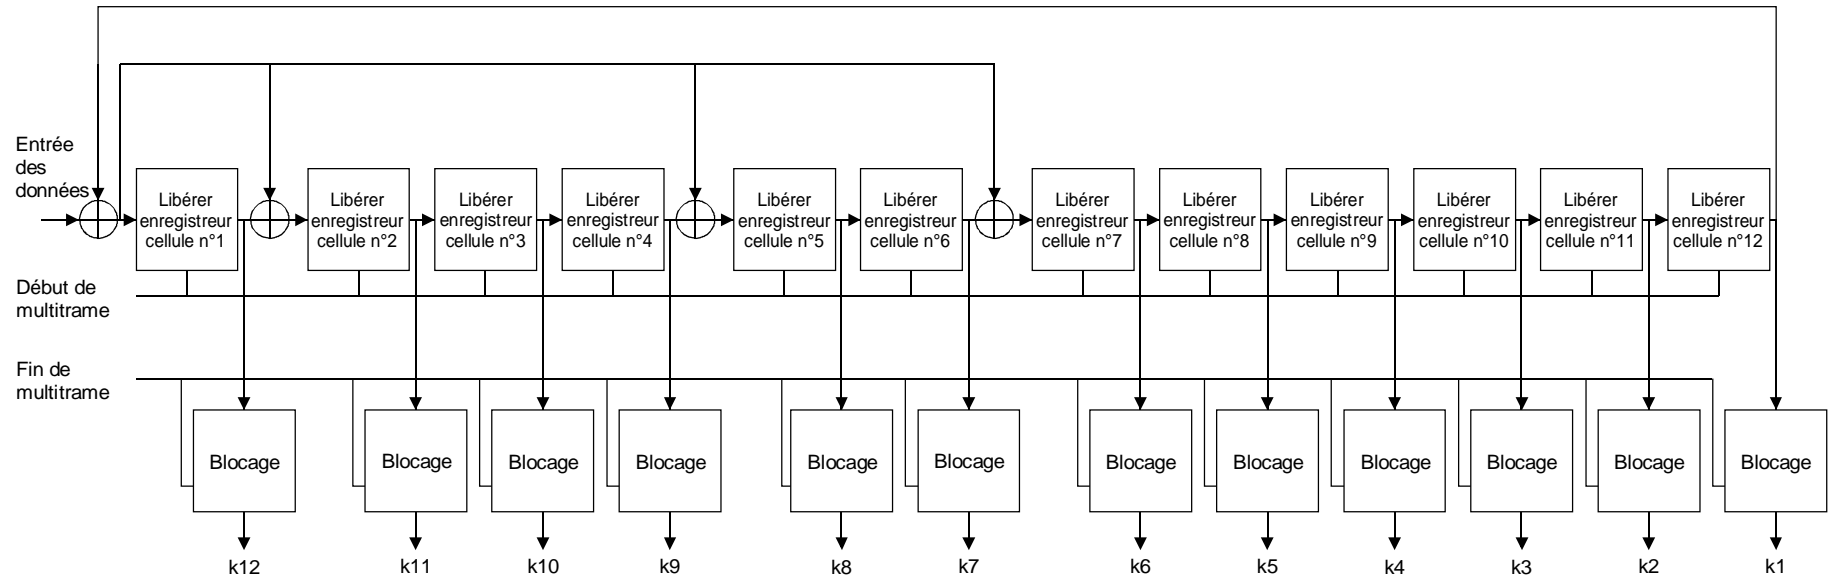 Entrée
des
données
Libérer
enregistreur
cellule n°1
Libérer
enregistreur
cellule n°2
Libérer
enregistreur
cellule n°3
Libérer
enregistreur
cellule n°4
Libérer
enregistreur
cellule n°5
Libérer
enregistreur
cellule n°6
Libérer
enregistreur
cellule n°7
Libérer
enregistreur
cellule n°8
Libérer
enregistreur
cellule n°9
Libérer
enregistreur
cellule n°10
Libérer
enregistreur
cellule n°11
Libérer
enregistreur
cellule n°12
Début de
multitrame
Fin de
multitrame
Blocage
Blocage
Blocage
Blocage
Blocage
Blocage
Blocage
Blocage
Blocage
Blocage
Blocage
Blocage
k12
k11
k10
k9
k8
k7
k6
k5
k4
k3
k2
k1